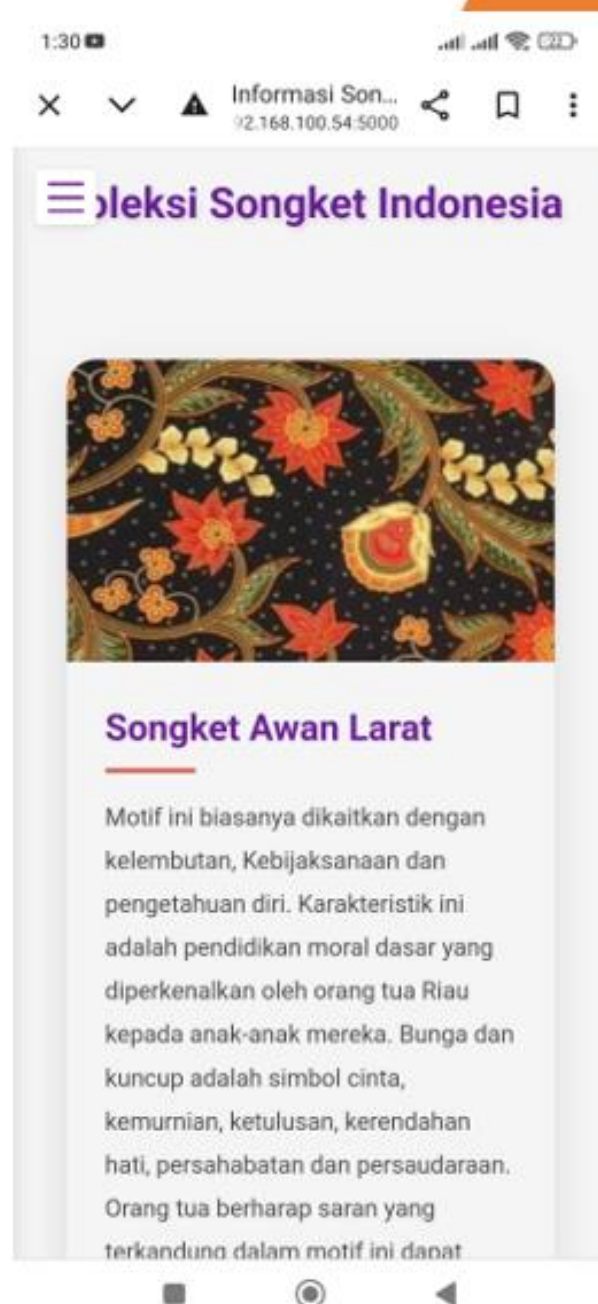 1:30
22
Informasi Son...
92.168.100.54:5000
oleksi Songket Indonesia
Songket Awan Larat
Motif ini biasanya dikaitkan dengan
kelembutan, Kebijaksanaan dan
pengetahuan diri. Karakteristik ini
adalah pendidikan moral dasar yang
diperkenalkan oleh orang tua Riau
kepada anak-anak mereka. Bunga dan
kuncup adalah simbol cinta,
kemurnian, ketulusan, kerendahan
hati, persahabatan dan persaudaraan.
Orang tua berharap saran yang
terkandung dalam motif ini dapat